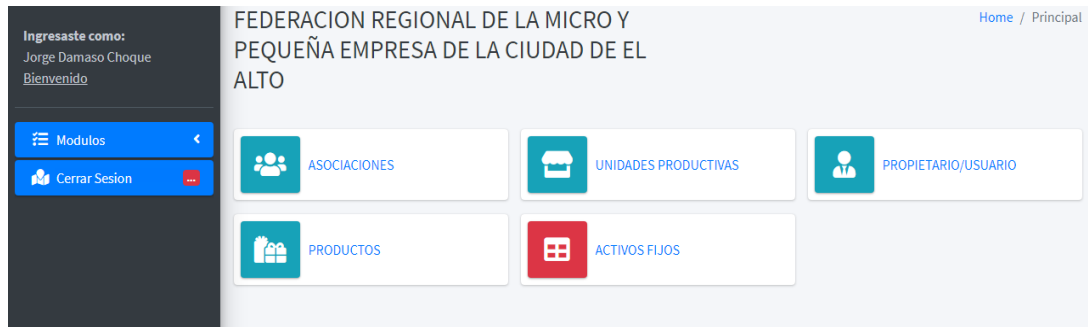 Ingresaste como:
Jorge Damaso Choque
Bienvenido
Modulos
Cerrar Sesion ...
FEDERACION REGIONAL DE LA MICRO Y
PEQUEÑA EMPRESA DE LA CIUDAD DE EL
ALTO
Home / Principal
ASOCIACIONES
UNIDADES PRODUCTIVAS
PROPIETARIO/USUARIO
PRODUCTOS
ACTIVOS FIJOS